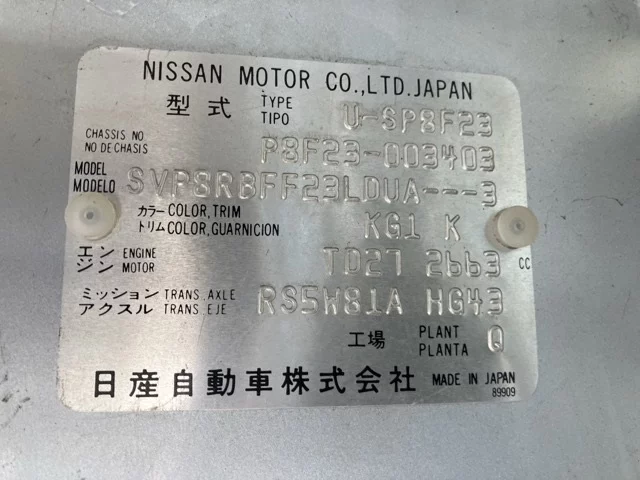 NISSAN MOTOR CO.,LTD.JAPAN
型式 TYPE TIPO U-SP8F23
CHASSIS NO NO DE CHASIS P8F23-003403
MODEL MODELO SVP8RBFF23LDUA---3
カラー COLOR,TRIM
トリム COLOR,GUARNICION KG1 K
エンジン ENGINE MOTOR TD27 2663 CC
ミッション TRANS.AXLE
アクスル TRANS.EJE RS5W81A HG43
工場 PLANT PLANTA Q
日産自動車株式会社 MADE IN JAPAN
89909